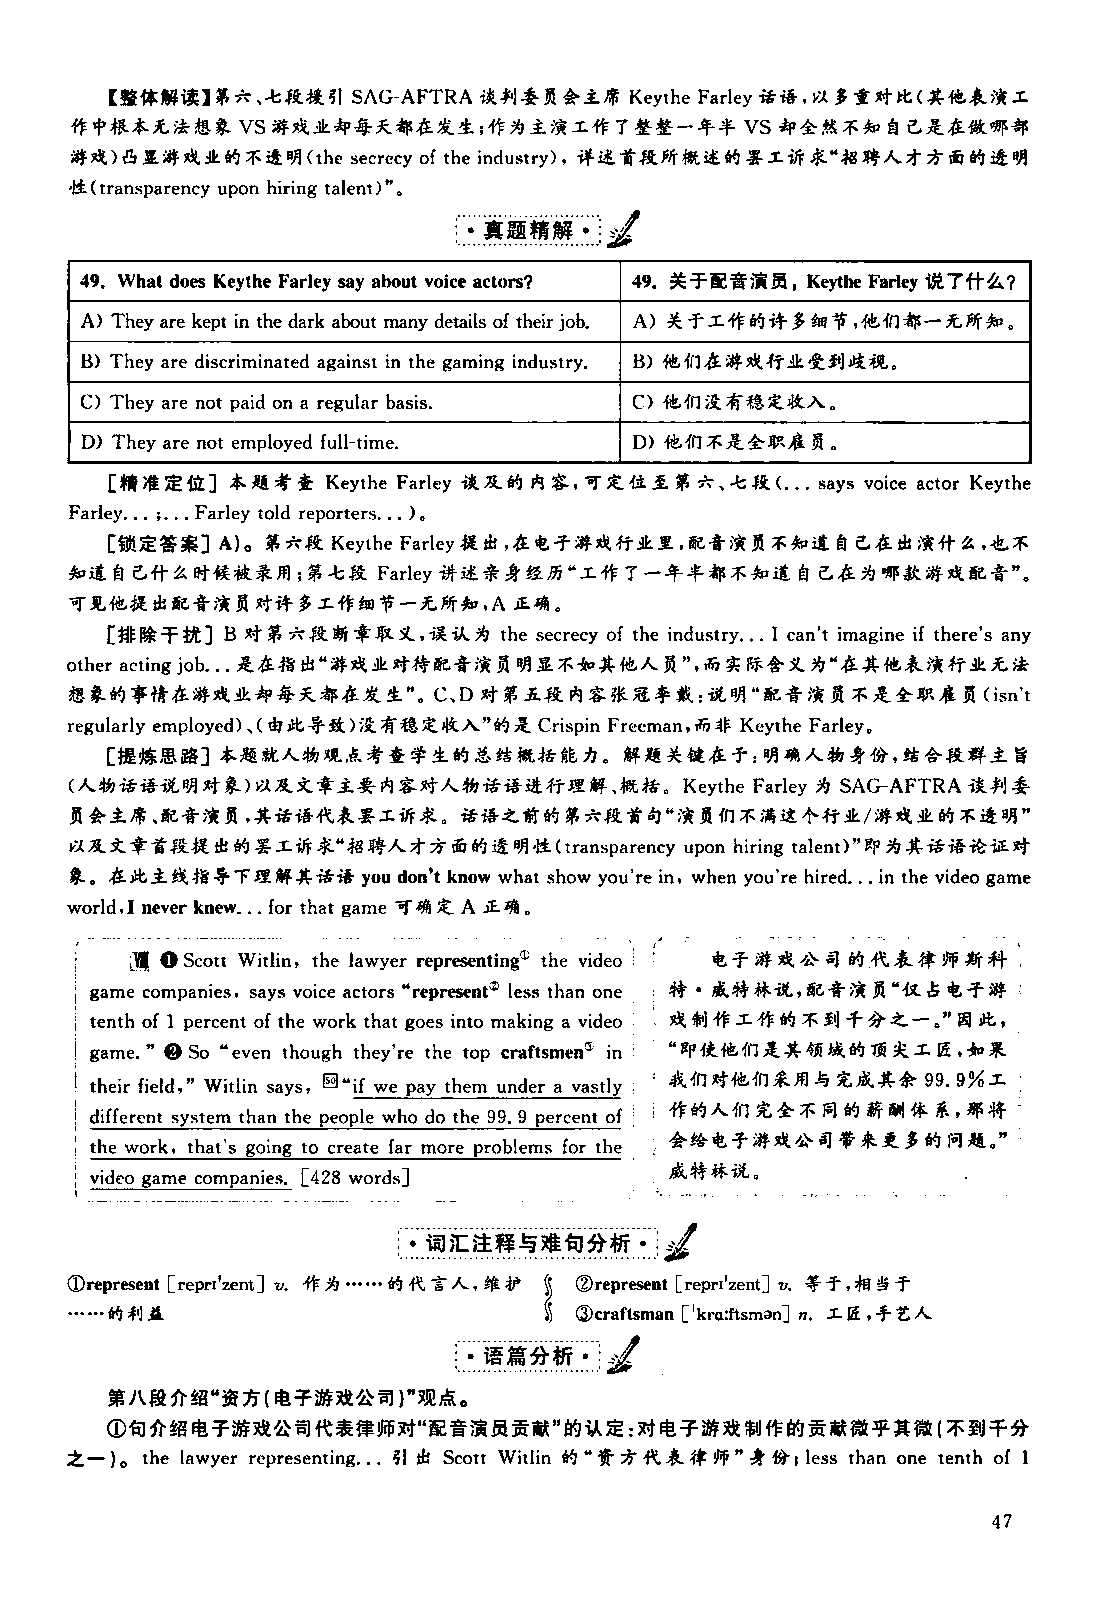 【整体解读】第六、七段援引 SAG-AFTRA 谈判委员会主席 Keythe Farley 话语,以多重对比(其他表演工
作中根本无法想象 VS 游戏业却每天都在发生;作为主演工作了整整一年半 VS 却全然不知自己是在做哪部
游戏)凸显游戏业的不透明(the secrecy of the industry),详述首段所概述的罢工诉求“招聘人才方面的透明
性(transparency upon hiring talent)”。
·真题精解·
49. What does Keythe Farley say about voice actors?
49. 关于配音演员, Keythe Farley 说了什么?
A) They are kept in the dark about many details of their job.
A) 关于工作的许多细节,他们都一无所知。
B) They are discriminated against in the gaming industry.
B) 他们在游戏行业受到歧视。
C) They are not paid on a regular basis.
C) 他们没有稳定收入。
D) They are not employed full-time.
D) 他们不是全职雇员。
[精准定位] 本题考查 Keythe Farley 谈及的内容,可定位至第六、七段(... says voice actor Keythe
Farley...;... Farley told reporters...)。
[锁定答案] A)。第六段 Keythe Farley 提出,在电子游戏行业里,配音演员不知道自己在出演什么,也不
知道自己什么时候被录用;第七段 Farley 讲述亲身经历“工作了一年半都不知道自己在为哪款游戏配音”。
可见他提出配音演员对许多工作细节一无所知,A 正确。
[排除干扰] B 对第六段断章取义,误认为 the secrecy of the industry... I can't imagine if there's any
other acting job... 是在指出“游戏业对待配音演员明显不如其他人员”,而实际含义为“在其他表演行业无法
想象的事情在游戏业却每天都在发生”。C、D 对第五段内容张冠李戴:说明“配音演员不是全职雇员(isn't
regularly employed)、(由此导致)没有稳定收入”的是 Crispin Freeman,而非 Keythe Farley。
[提炼思路] 本题就人物观点考查学生的总结概括能力。解题关键在于:明确人物身份,结合段群主旨
(人物话语说明对象)以及文章主要内容对人物话语进行理解、概括。Keythe Farley 为 SAG-AFTRA 谈判委
员会主席、配音演员,其话语代表罢工诉求。话语之前的第六段首句“演员们不满这个行业/游戏业的不透明”
以及文章首段提出的罢工诉求“招聘人才方面的透明性(transparency upon hiring talent)”即为其话语论证对
象。在此主线指导下理解其话语 you don't know what show you're in, when you're hired... in the video game
world,I never knew... for that game 可确定 A 正确。
Ⅷ ❶ Scott Witlin, the lawyer representing① the video
game companies, says voice actors “represent② less than one
tenth of 1 percent of the work that goes into making a video
game.” ❷ So “even though they're the top craftsmen③ in
their field,” Witlin says, 50 “if we pay them under a vastly
different system than the people who do the 99.9 percent of
the work, that's going to create far more problems for the
video game companies. [428 words]
电子游戏公司的代表律师斯科
特·威特林说,配音演员“仅占电子游
戏制作工作的不到千分之一。”因此,
“即使他们是其领域的顶尖工匠,如果
我们对他们采用与完成其余 99.9%工
作的人们完全不同的薪酬体系,那将
会给电子游戏公司带来更多的问题。”
威特林说。
·词汇注释与难句分析·
①represent [reprɪ'zent] v. 作为……的代言人,维护
……的利益
②represent [reprɪ'zent] v. 等于,相当于
③craftsman ['krɑːftsmən] n. 工匠,手艺人
·语篇分析·
第八段介绍“资方(电子游戏公司)”观点。
①句介绍电子游戏公司代表律师对“配音演员贡献”的认定:对电子游戏制作的贡献微乎其微(不到千分
之一)。the lawyer representing... 引出 Scott Witlin 的“资方代表律师”身份; less than one tenth of 1
47